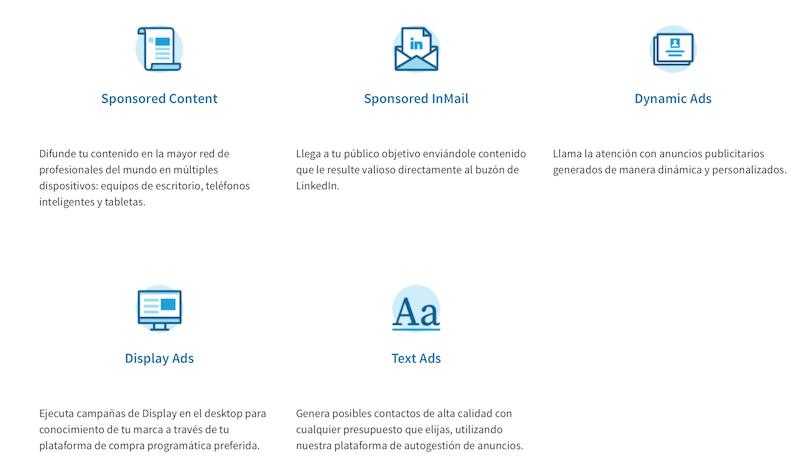 in
Sponsored Content
Sponsored InMail
Dynamic Ads
Difunde tu contenido en la mayor red de
profesionales del mundo en múltiples
dispositivos: equipos de escritorio, teléfonos
inteligentes y tabletas.
Llega a tu público objetivo enviándole contenido
que le resulte valioso directamente al buzón de
LinkedIn.
Llama la atención con anuncios publicitarios
generados de manera dinámica y personalizados.
Aa
Display Ads
Text Ads
Ejecuta campañas de Display en el desktop para
conocimiento de tu marca a través de tu
plataforma de compra programática preferida.
Genera posibles contactos de alta calidad con
cualquier presupuesto que elijas, utilizando
nuestra plataforma de autogestión de anuncios.